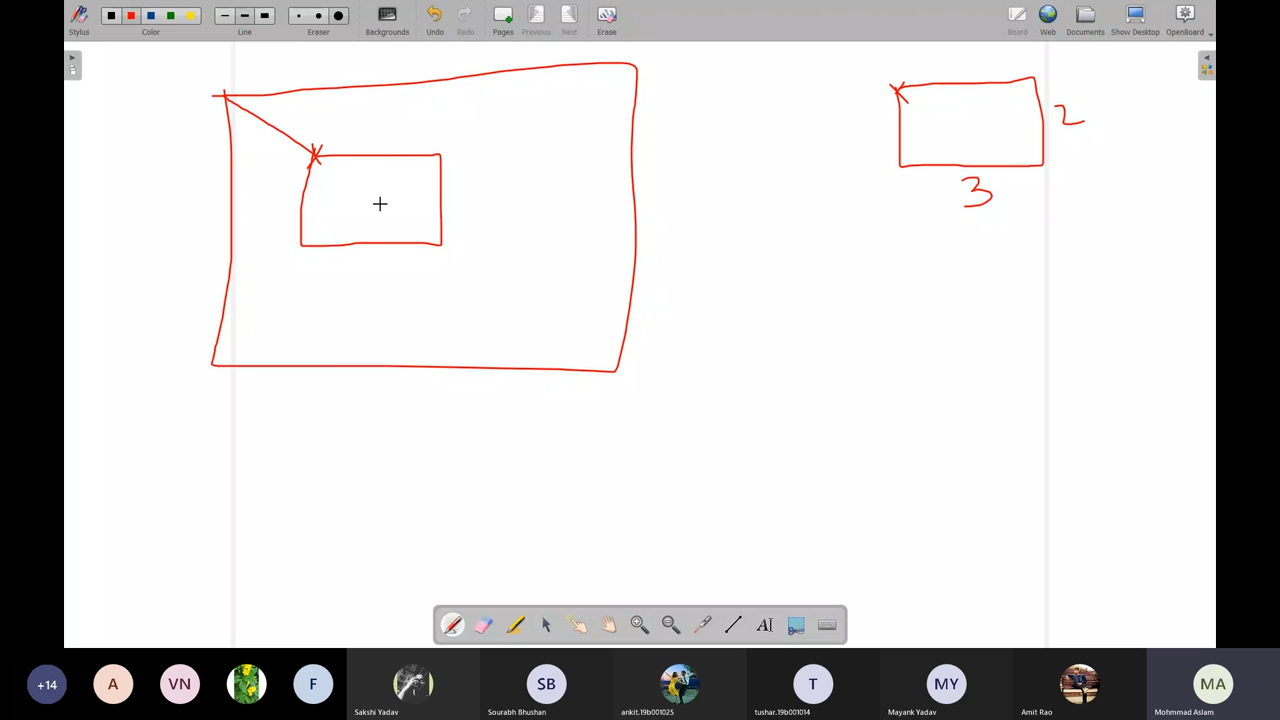 Stylus Color Line Eraser Backgrounds Undo Redo Pages Previous Next Erase Board Web Documents Show Desktop OpenBoard
2
3
AI
+14 A VN F SB T MY MA
Sakshi Yadav Sourabh Bhushan ankit.19b001025 tushar.19b001014 Mayank Yadav Amit Rao Mohmmad Aslam